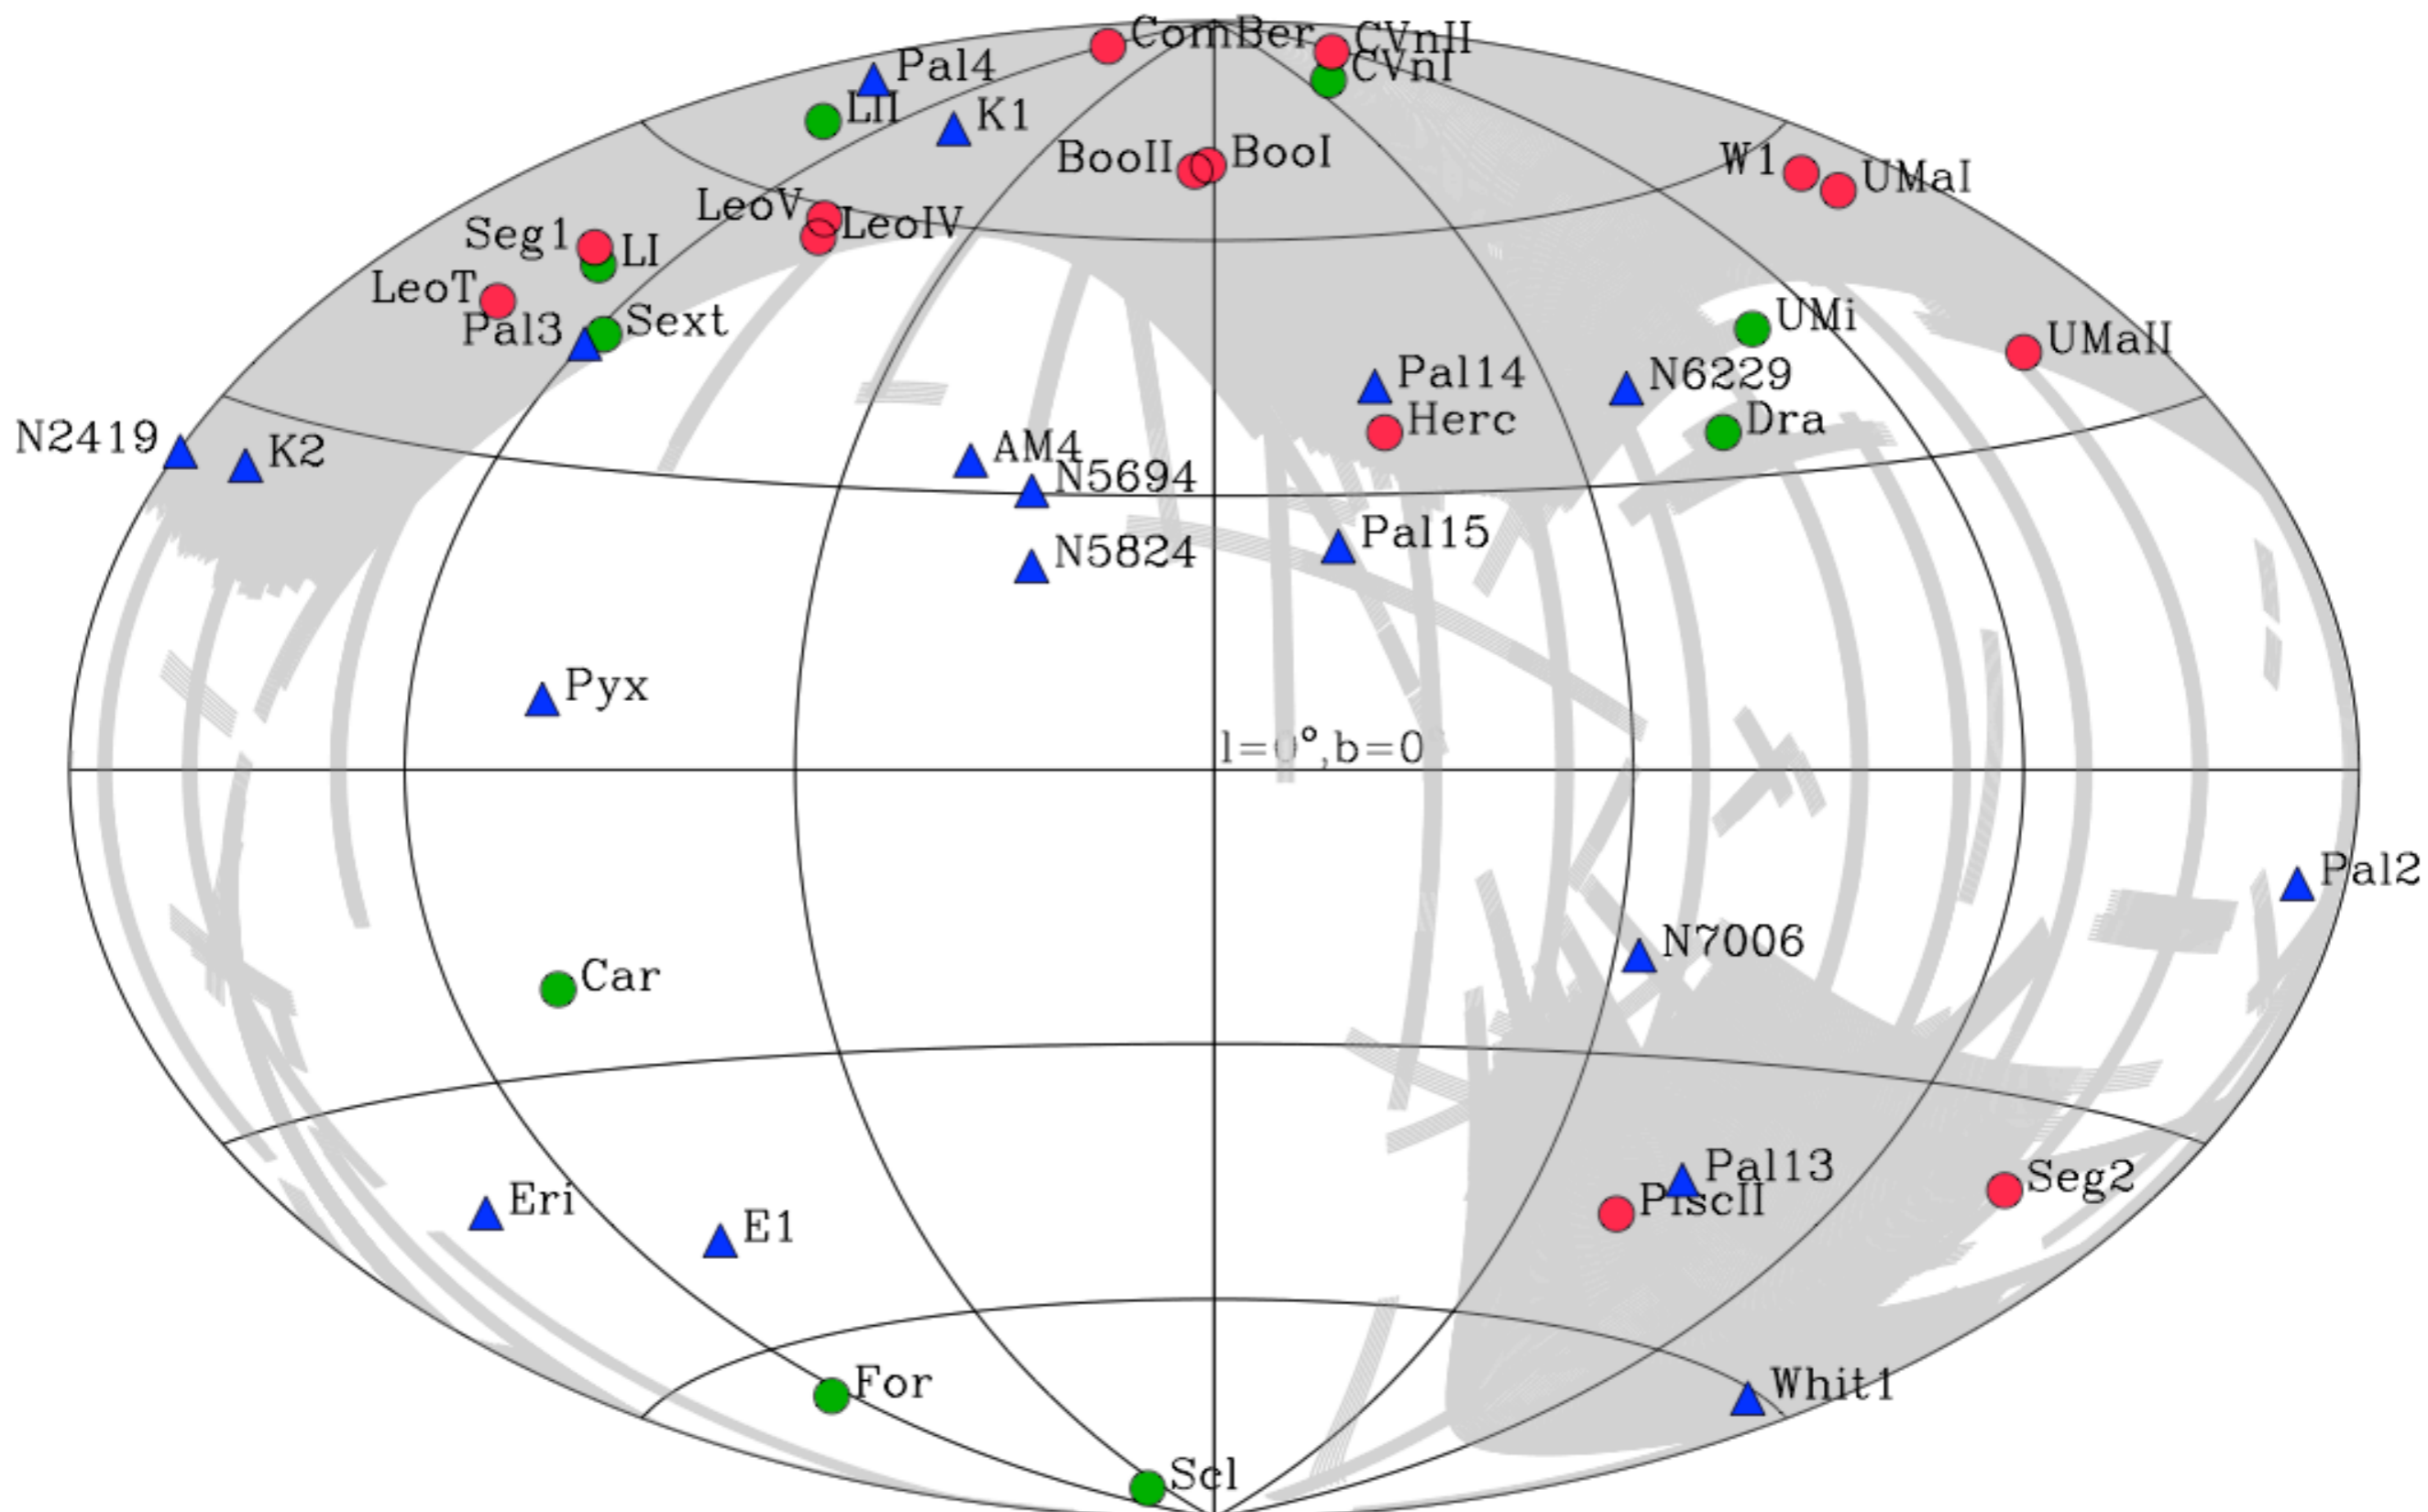 ComBer
CVnII
CVnI
Pal4
LII
K1
BooII
BooI
W1
UMaI
LeoV
LeoIV
Seg1
LI
LeoT
Pal3
Sext
UMi
UMaII
Pal14
N6229
Herc
Dra
N2419
K2
AM4
N5694
Pal15
N5824
Pyx
l=0°,b=0
Pal2
N7006
Car
Pal13
Seg2
PiscII
Eri
E1
For
Whit1
Scl